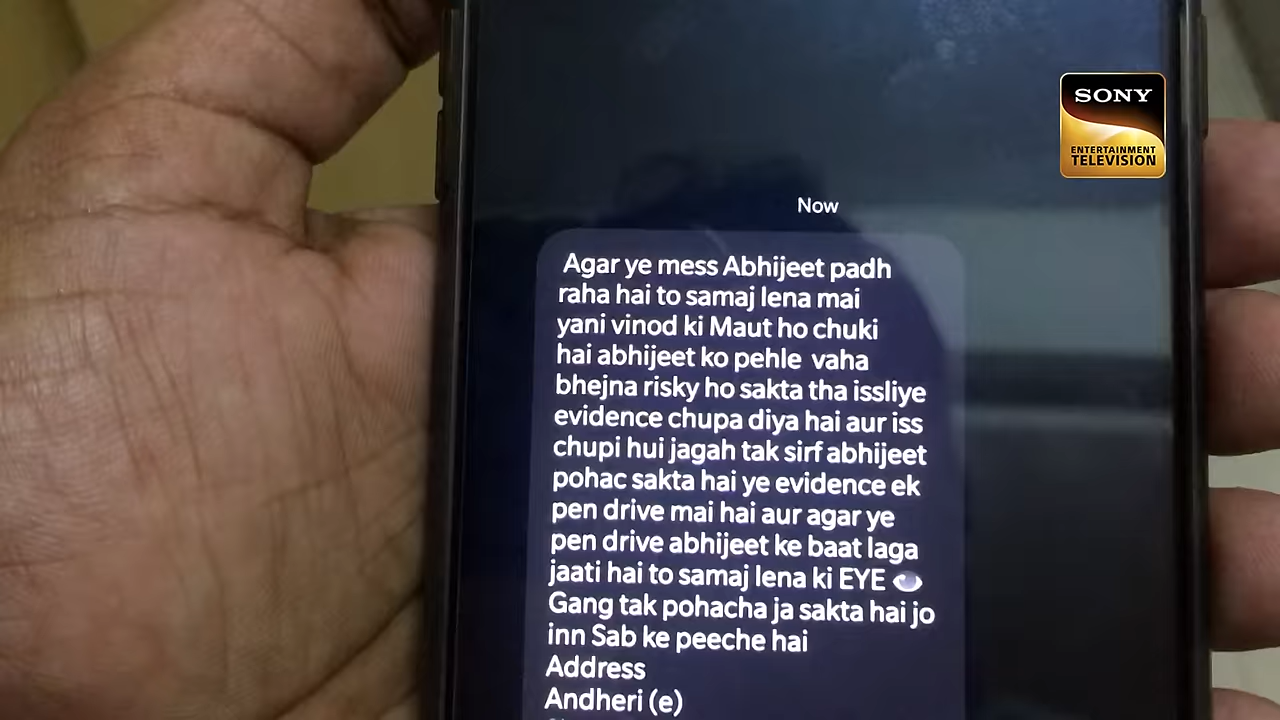 SONY
ENTERTAINMENT
TELEVISION
Now
Agar ye mess Abhijeet padh
raha hai to samaj lena mai
yani vinod ki Maut ho chuki
hai abhijeet ko pehle vaha
bhejna risky ho sakta tha issliye
evidence chupa diya hai aur iss
chupi hui jagah tak sirf abhijeet
pohac sakta hai ye evidence ek
pen drive mai hai aur agar ye
pen drive abhijeet ke baat laga
jaati hai to samaj lena ki EYE 👁
Gang tak pohacha ja sakta hai jo
inn Sab ke peeche hai
Address
Andheri (e)